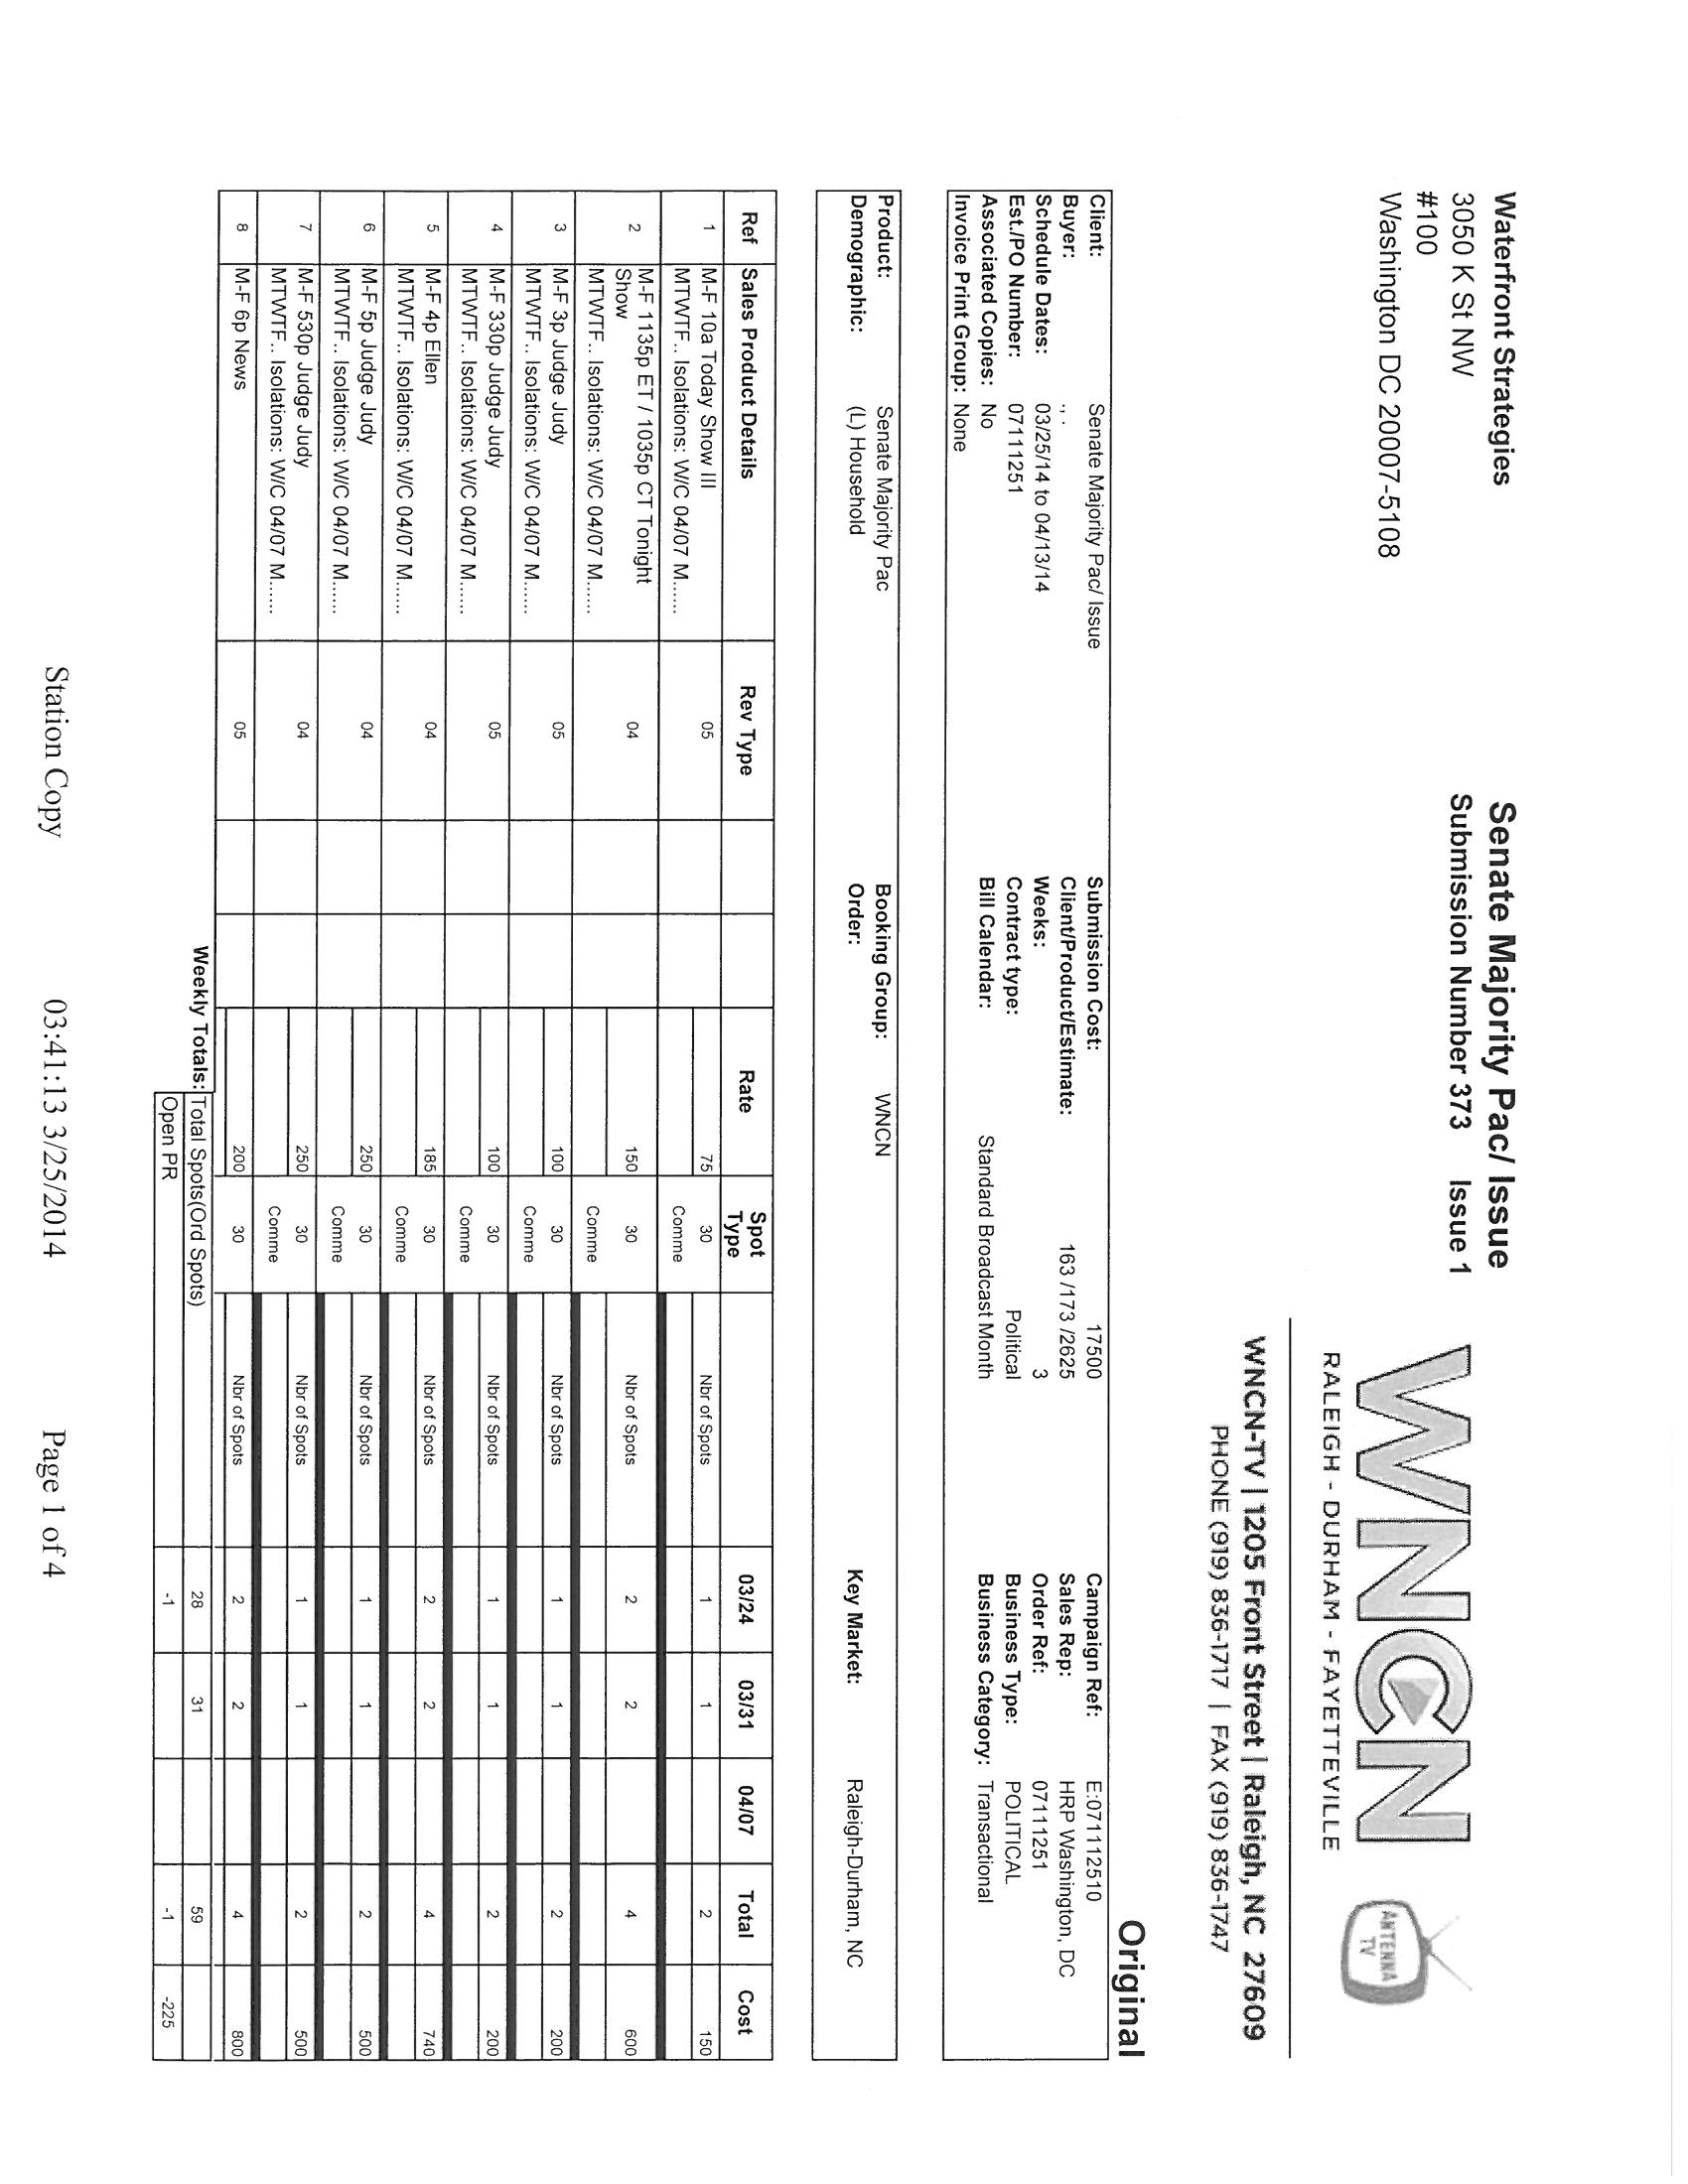 Waterfront Strategies
3050 K St NW
#100
Washington DC 20007-5108
Senate Majority Pac/ Issue
Submission Number 373 Issue 1
WNCN
RALEIGH - DURHAM - FAYETTEVILLE
ANTENNA
TV
WNCN-TV | 1205 Front Street | Raleigh, NC 27609
PHONE (919) 836-1717 | FAX (919) 836-1747
Original
Client: Senate Majority Pac/ Issue Submission Cost: 17500 Campaign Ref: E:071112510
Buyer: ., . Client/Product/Estimate: 163 /173 /2625 Sales Rep: HRP Washington, DC
Schedule Dates: 03/25/14 to 04/13/14 Weeks: 3 Order Ref: 07111251
Est./PO Number: 07111251 Contract type: Political Business Type: POLITICAL
Associated Copies: No Bill Calendar: Standard Broadcast Month Business Category: Transactional
Invoice Print Group: None
Product: Senate Majority Pac Booking Group: WNCN
Demographic: (L) Household Order: Key Market: Raleigh-Durham, NC
Ref Sales Product Details Rev Type Rate Spot Type 03/24 03/31 04/07 Total Cost
1 M-F 10a Today Show III 05 75 30 Nbr of Spots 1 1 2 150
MTWTF.. Isolations: W/C 04/07 M...... Comme
2 M-F 1135p ET / 1035p CT Tonight 04 150 30 Nbr of Spots 2 2 4 600
Show
MTWTF.. Isolations: W/C 04/07 M...... Comme
3 M-F 3p Judge Judy 05 100 30 Nbr of Spots 1 1 2 200
MTWTF.. Isolations: W/C 04/07 M...... Comme
4 M-F 330p Judge Judy 05 100 30 Nbr of Spots 1 1 2 200
MTWTF.. Isolations: W/C 04/07 M...... Comme
5 M-F 4p Ellen 04 185 30 Nbr of Spots 2 2 4 740
MTWTF.. Isolations: W/C 04/07 M...... Comme
6 M-F 5p Judge Judy 04 250 30 Nbr of Spots 1 1 2 500
MTWTF.. Isolations: W/C 04/07 M...... Comme
7 M-F 530p Judge Judy 04 250 30 Nbr of Spots 1 1 2 500
MTWTF.. Isolations: W/C 04/07 M...... Comme
8 M-F 6p News 05 200 30 Nbr of Spots 2 2 4 800
Weekly Totals: Total Spots(Ord Spots) 28 31 59
Open PR -1 -1 -225
Station Copy 03:41:13 3/25/2014 Page 1 of 4